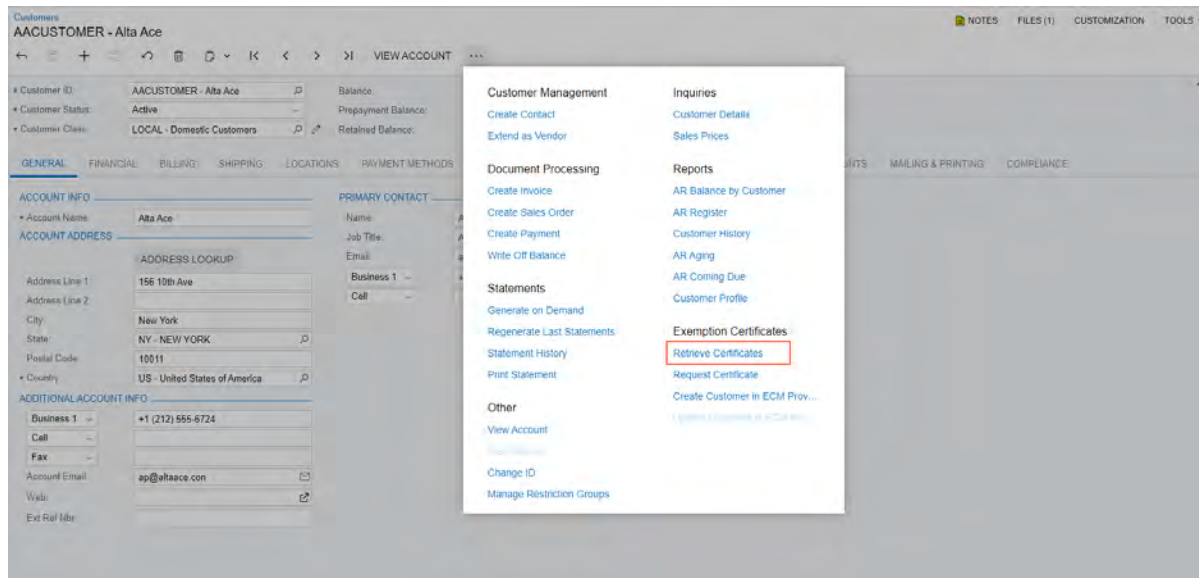 Customers
AACUSTOMER - Alta Ace
NOTES FILES (1) CUSTOMIZATION TOOLS
VIEW ACCOUNT ...
Customer ID: AACUSTOMER - Alta Ace
Customer Status: Active
Customer Class: LOCAL - Domestic Customers
Balance:
Prepayment Balance:
Retained Balance:
GENERAL FINANCIAL BILLING SHIPPING LOCATIONS PAYMENT METHODS
MAILING & PRINTING COMPLIANCE
ACCOUNT INFO
Account Name: Alta Ace
ACCOUNT ADDRESS
ADDRESS LOOKUP
Address Line 1: 156 10th Ave
Address Line 2:
City: New York
State: NY - NEW YORK
Postal Code: 10011
Country: US - United States of America
ADDITIONAL ACCOUNT INFO
Business 1 +1 (212) 555-6724
Cell
Fax
Account Email: ap@altaace.con
Web:
Ext Ref Nbr:
PRIMARY CONTACT
Name:
Job Title:
Email:
Business 1
Cell
Customer Management
Create Contact
Extend as Vendor
Document Processing
Create Invoice
Create Sales Order
Create Payment
Write Off Balance
Statements
Generate on Demand
Regenerate Last Statements
Statement History
Print Statement
Other
View Account
Change ID
Manage Restriction Groups
Inquiries
Customer Details
Sales Prices
Reports
AR Balance by Customer
AR Register
Customer History
AR Aging
AR Coming Due
Customer Profile
Exemption Certificates
Retrieve Certificates
Request Certificate
Create Customer in ECM Prov...